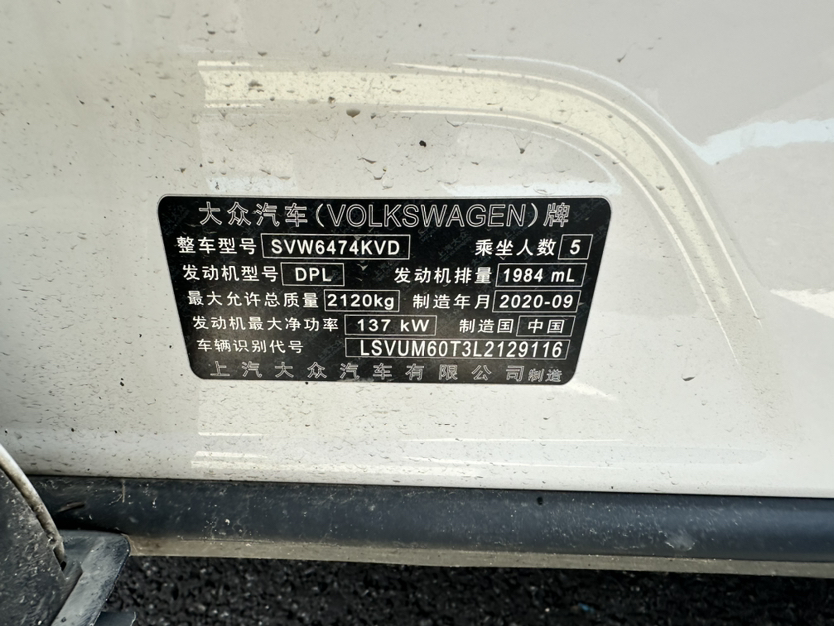 大众汽车(VOLKSWAGEN)牌
整车型号 SVW6474KVD 乘坐人数 5
发动机型号 DPL 发动机排量 1984 mL
最大允许总质量 2120kg 制造年月 2020-09
发动机最大净功率 137 kW 制造国 中国
车辆识别代号 LSVUM60T3L2129116
上汽大众汽车有限公司制造